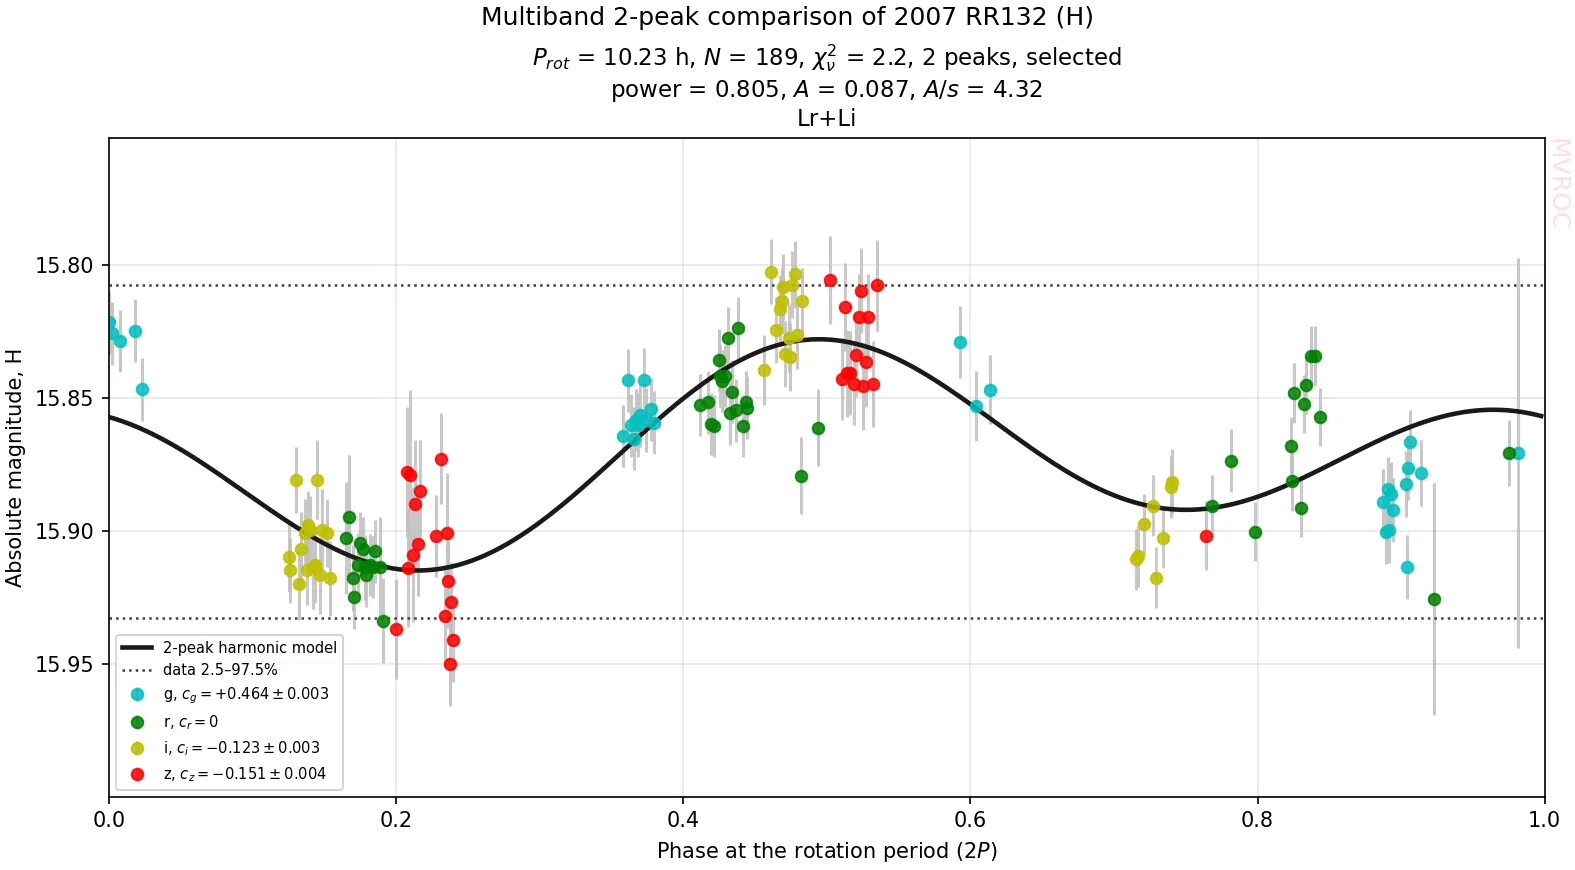 Multiband 2-peak comparison of 2007 RR132 (H)
P_rot = 10.23 h, N = 189, χ²_ν = 2.2, 2 peaks, selected
power = 0.805, A = 0.087, A/s = 4.32
Lr+Li
MVROC
Absolute magnitude, H
15.80
15.85
15.90
15.95
2-peak harmonic model
data 2.5–97.5%
g, c_g = +0.464 ± 0.003
r, c_r = 0
i, c_i = −0.123 ± 0.003
z, c_z = −0.151 ± 0.004
0.0 0.2 0.4 0.6 0.8 1.0
Phase at the rotation period (2P)